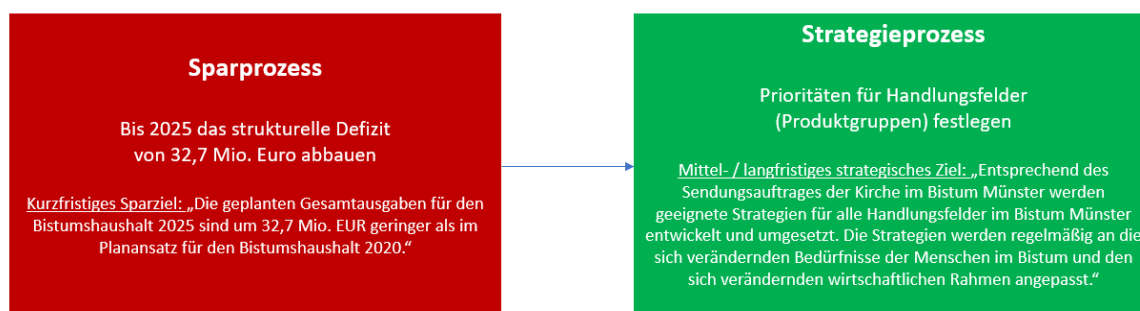 Sparprozess
Bis 2025 das strukturelle Defizit
von 32,7 Mio. Euro abbauen
Kurzfristiges Sparziel: „Die geplanten Gesamtausgaben für den
Bistumshaushalt 2025 sind um 32,7 Mio. EUR geringer als im
Planansatz für den Bistumshaushalt 2020.“
Strategieprozess
Prioritäten für Handlungsfelder
(Produktgruppen) festlegen
Mittel- / langfristiges strategisches Ziel: „Entsprechend des
Sendungsauftrages der Kirche im Bistum Münster werden
geeignete Strategien für alle Handlungsfelder im Bistum Münster
entwickelt und umgesetzt. Die Strategien werden regelmäßig an die
sich verändernden Bedürfnisse der Menschen im Bistum und den
sich verändernden wirtschaftlichen Rahmen angepasst.“